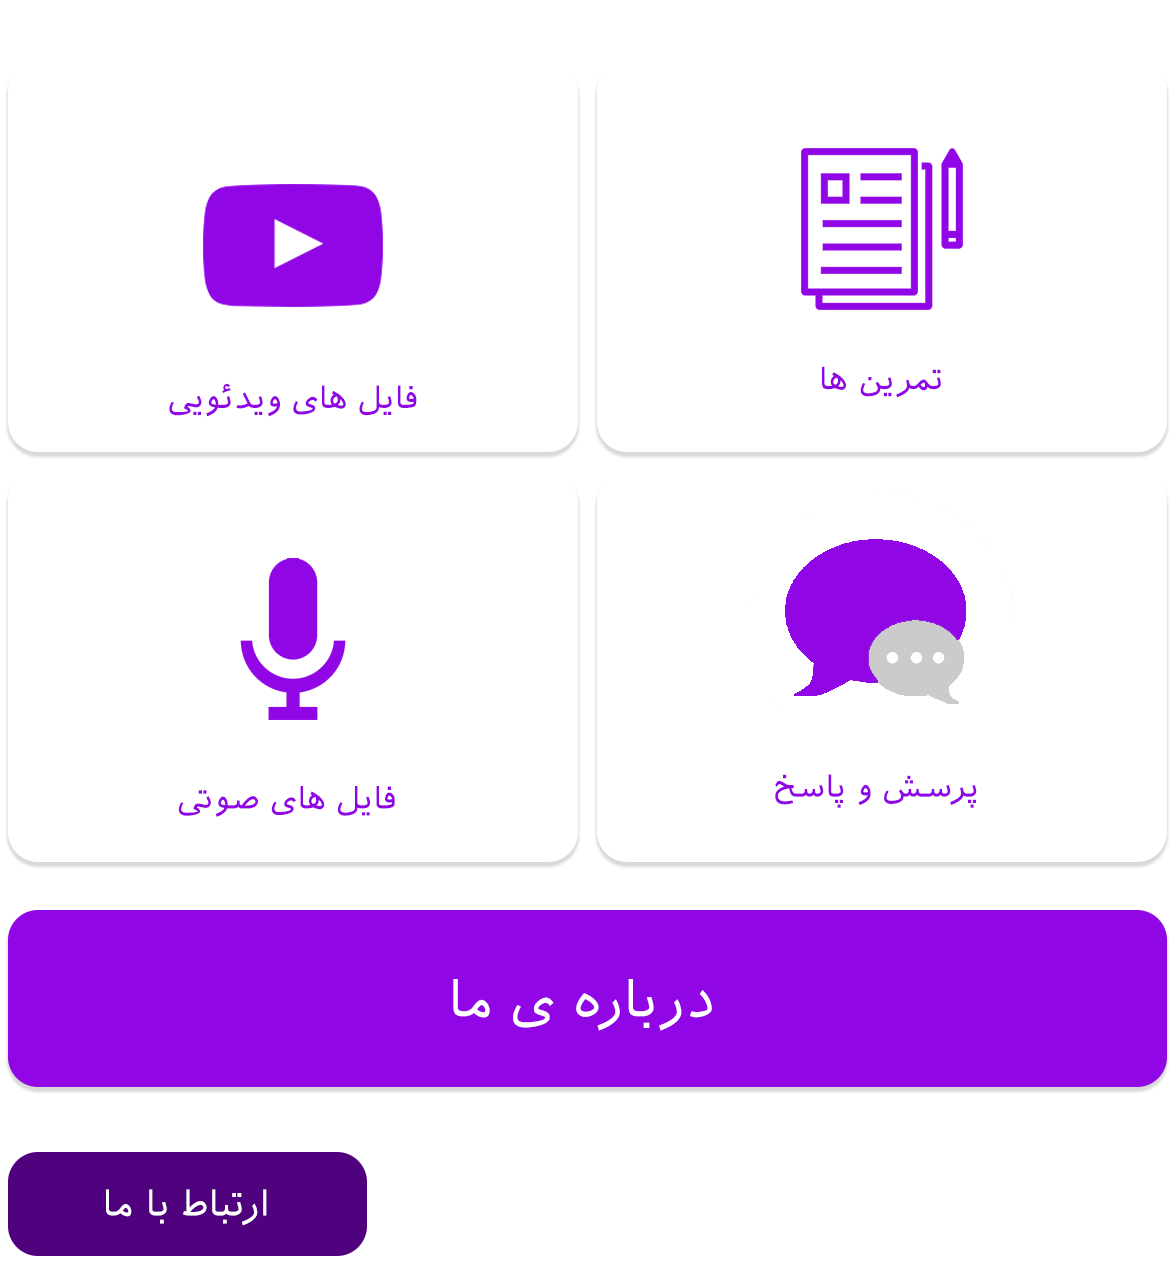 تمرین ها
فایل های ویدئویی
پرسش و پاسخ
فایل های صوتی
درباره ی ما
ارتباط با ما